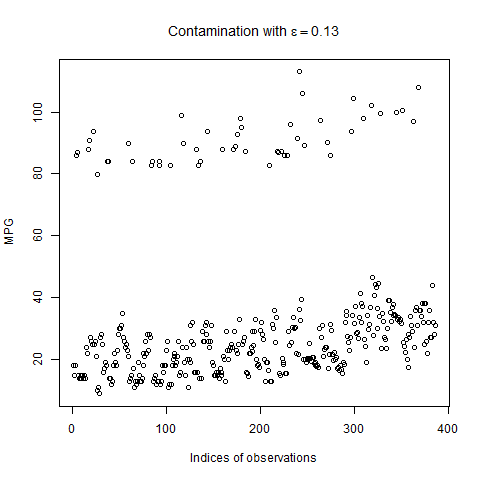 Contamination with ε = 0.13
MPG
100
80
60
40
20
0 100 200 300 400
Indices of observations